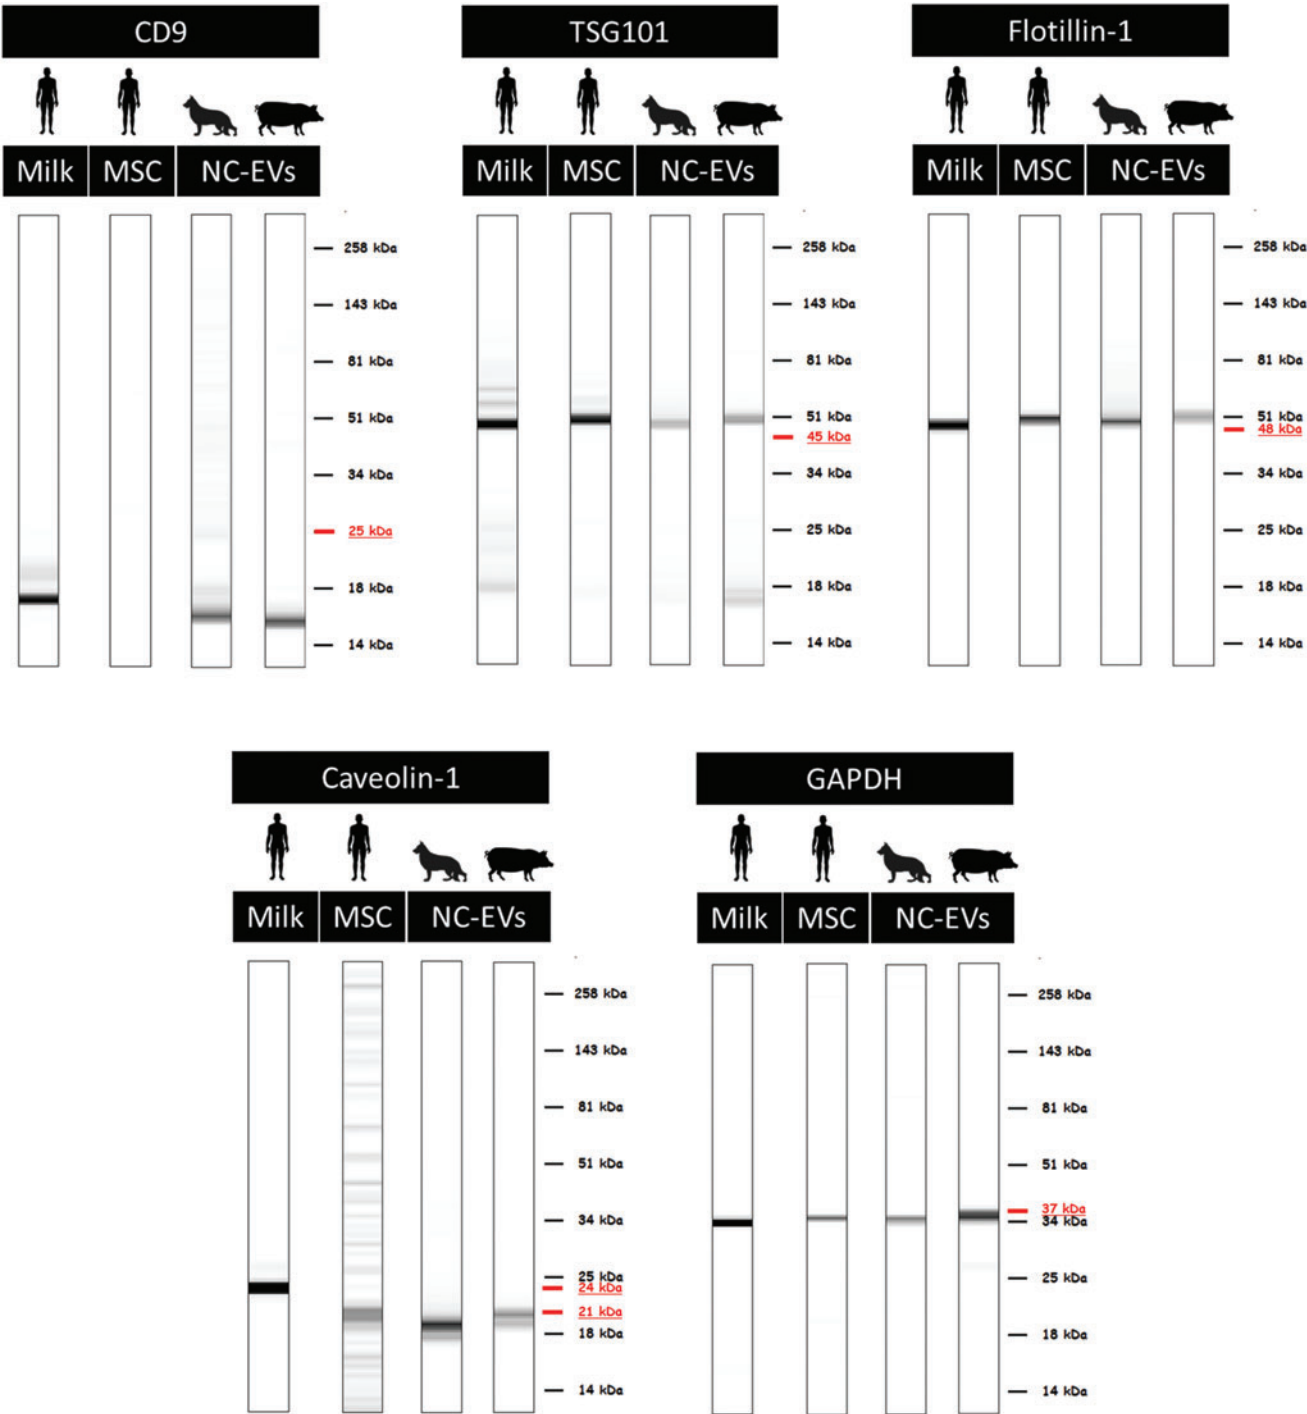 CD9
Milk MSC NC-EVs
258 kDa
143 kDa
81 kDa
51 kDa
34 kDa
25 kDa
18 kDa
14 kDa
TSG101
Milk MSC NC-EVs
258 kDa
143 kDa
81 kDa
51 kDa
45 kDa
34 kDa
25 kDa
18 kDa
14 kDa
Flotillin-1
Milk MSC NC-EVs
258 kDa
143 kDa
81 kDa
51 kDa
48 kDa
34 kDa
25 kDa
18 kDa
14 kDa
Caveolin-1
Milk MSC NC-EVs
258 kDa
143 kDa
81 kDa
51 kDa
34 kDa
25 kDa
24 kDa
21 kDa
18 kDa
14 kDa
GAPDH
Milk MSC NC-EVs
258 kDa
143 kDa
81 kDa
51 kDa
37 kDa
34 kDa
25 kDa
18 kDa
14 kDa